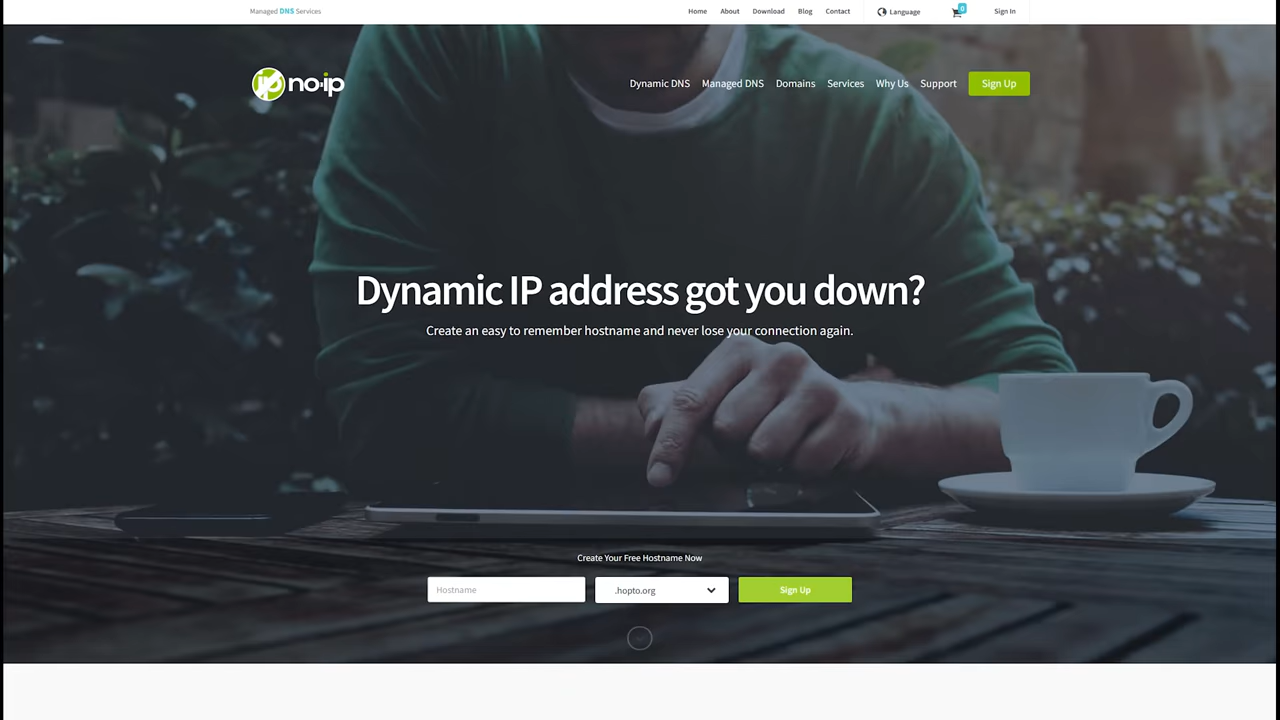 Managed DNS Services
Home About Download Blog Contact Language 0 Sign In
ip no-ip
Dynamic DNS Managed DNS Domains Services Why Us Support Sign Up
Dynamic IP address got you down?
Create an easy to remember hostname and never lose your connection again.
Create Your Free Hostname Now
Hostname .hopto.org Sign Up